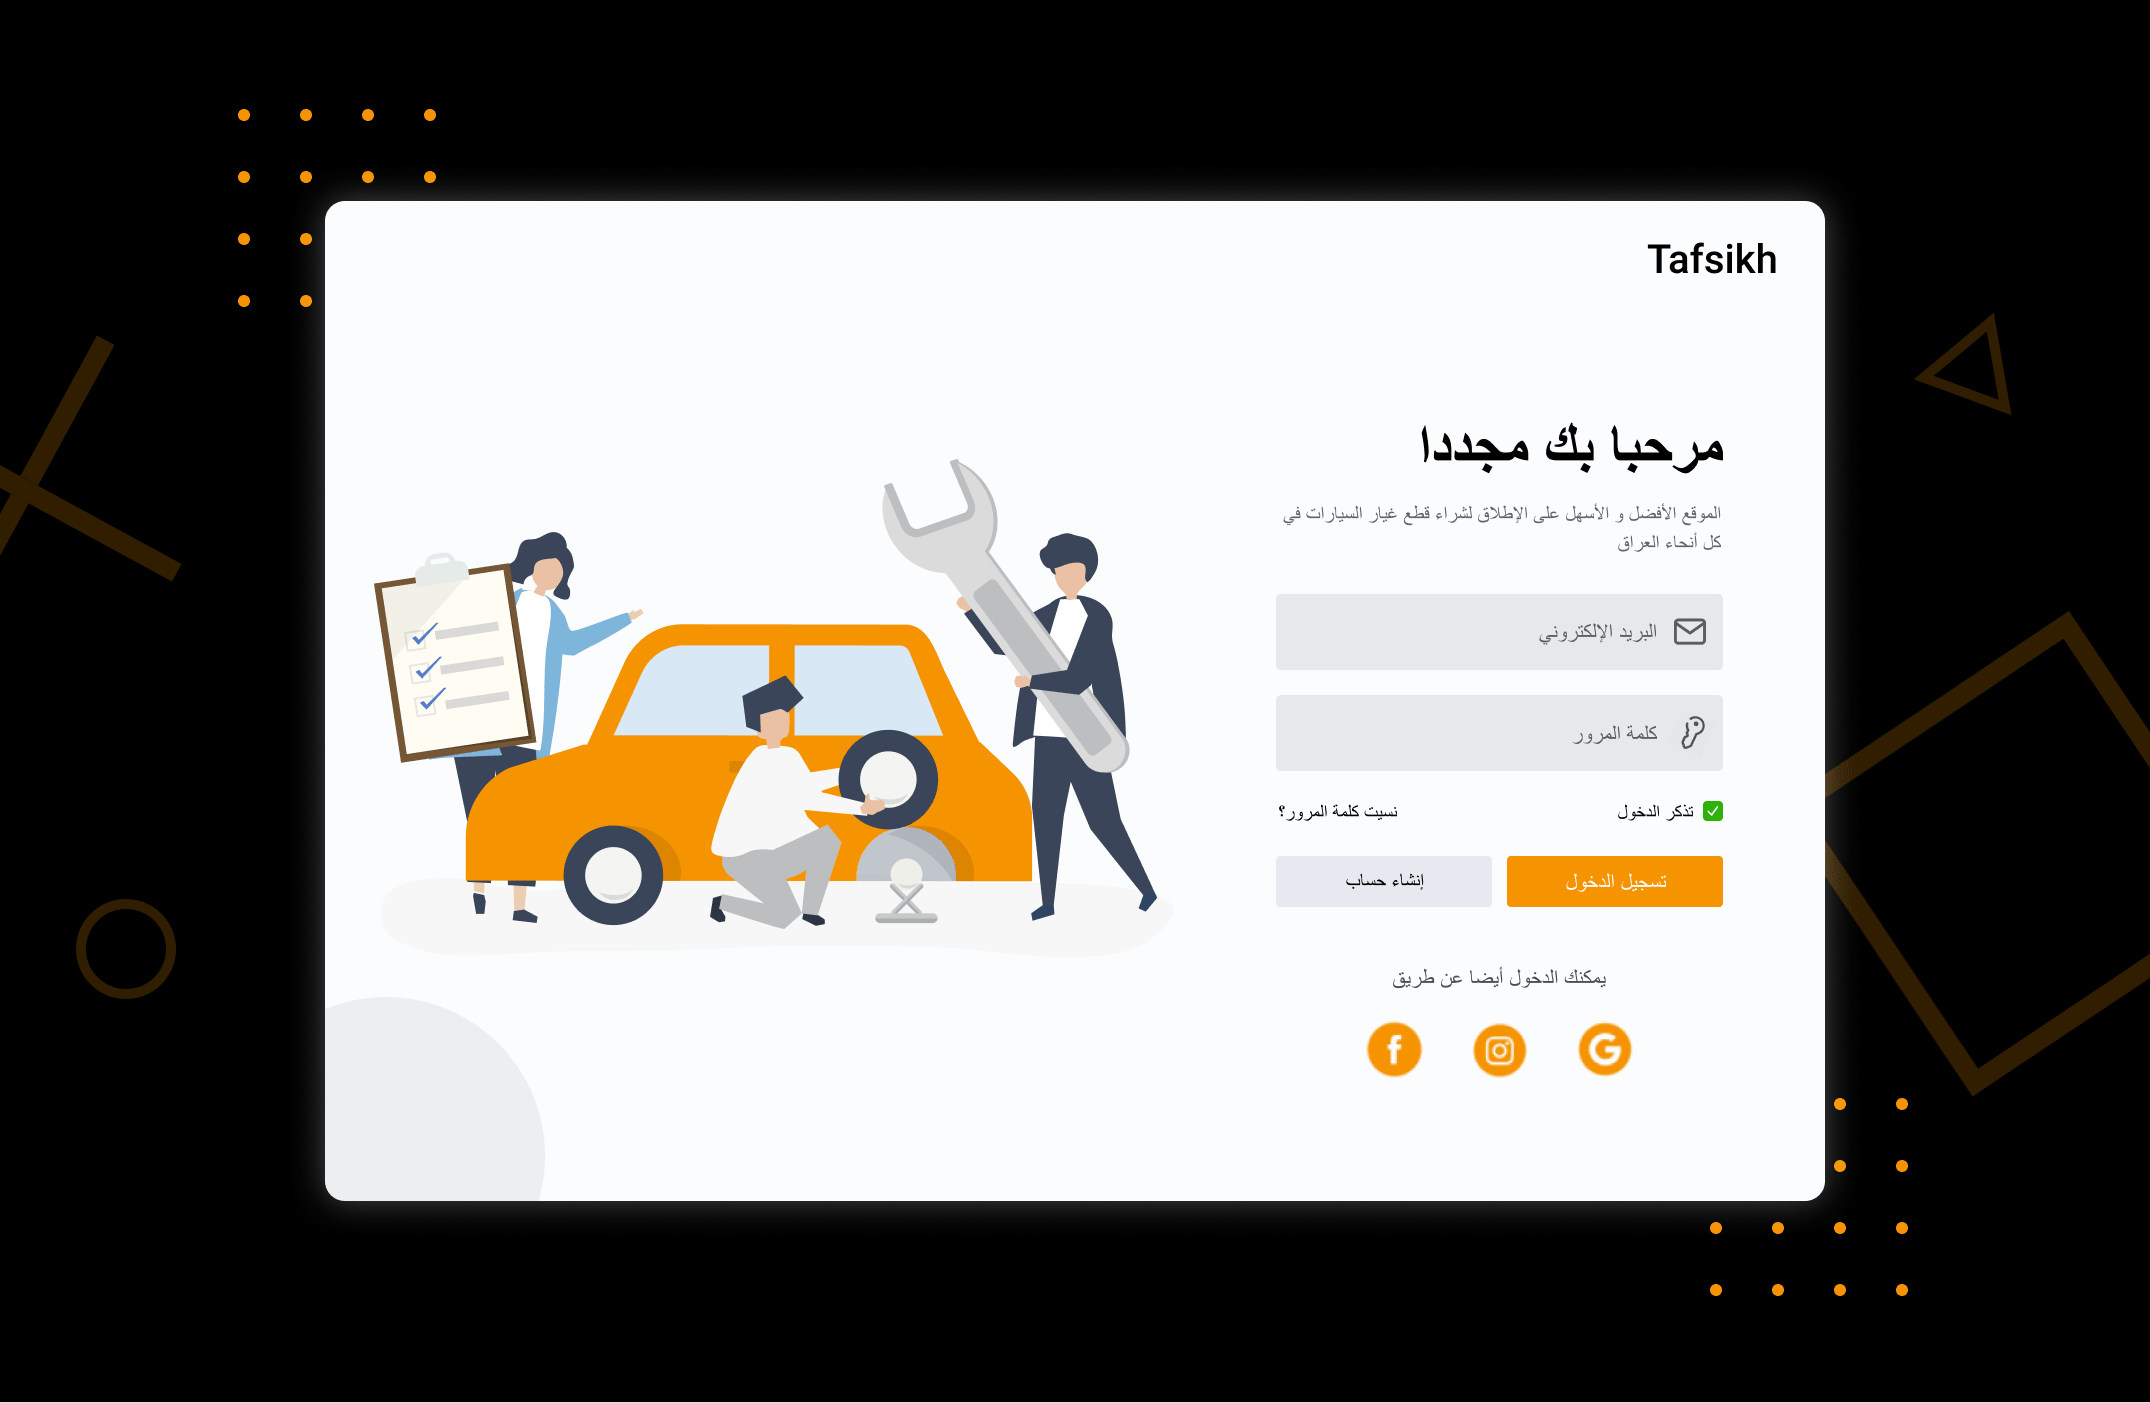 Tafsikh
مرحبا بك مجددا
الموقع الأفضل و الأسهل على الإطلاق لشراء قطع غيار السيارات في
كل أنحاء العراق
البريد الإلكتروني
كلمة المرور
تذكر الدخول
نسيت كلمة المرور؟
تسجيل الدخول
إنشاء حساب
يمكنك الدخول أيضا عن طريق